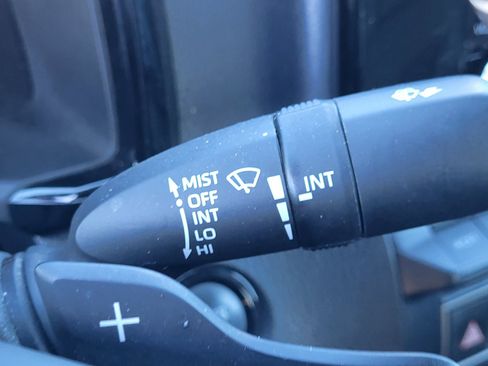 MIST
OFF
INT
LO
HI
INT
+